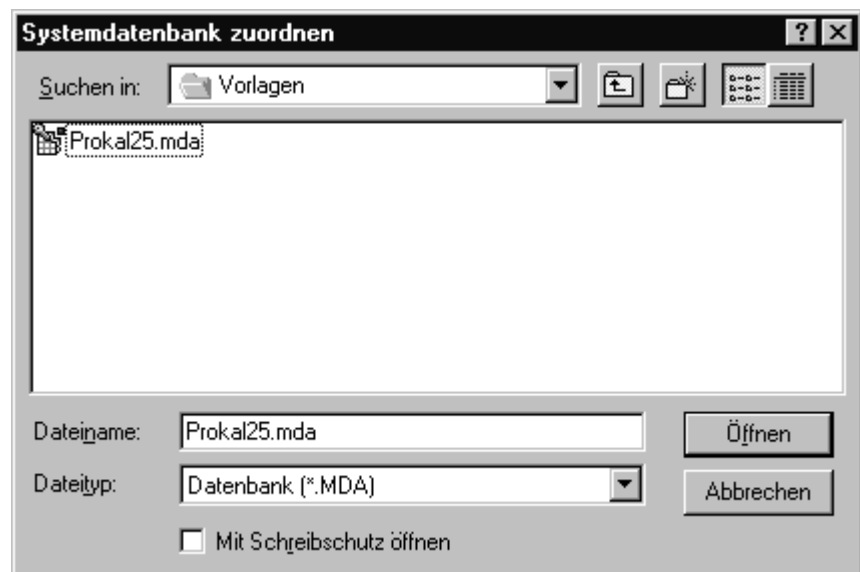 Systemdatenbank zuordnen
Suchen in: Vorlagen
Prokal25.mda
Dateiname: Prokal25.mda Öffnen
Dateityp: Datenbank (*.MDA) Abbrechen
Mit Schreibschutz öffnen